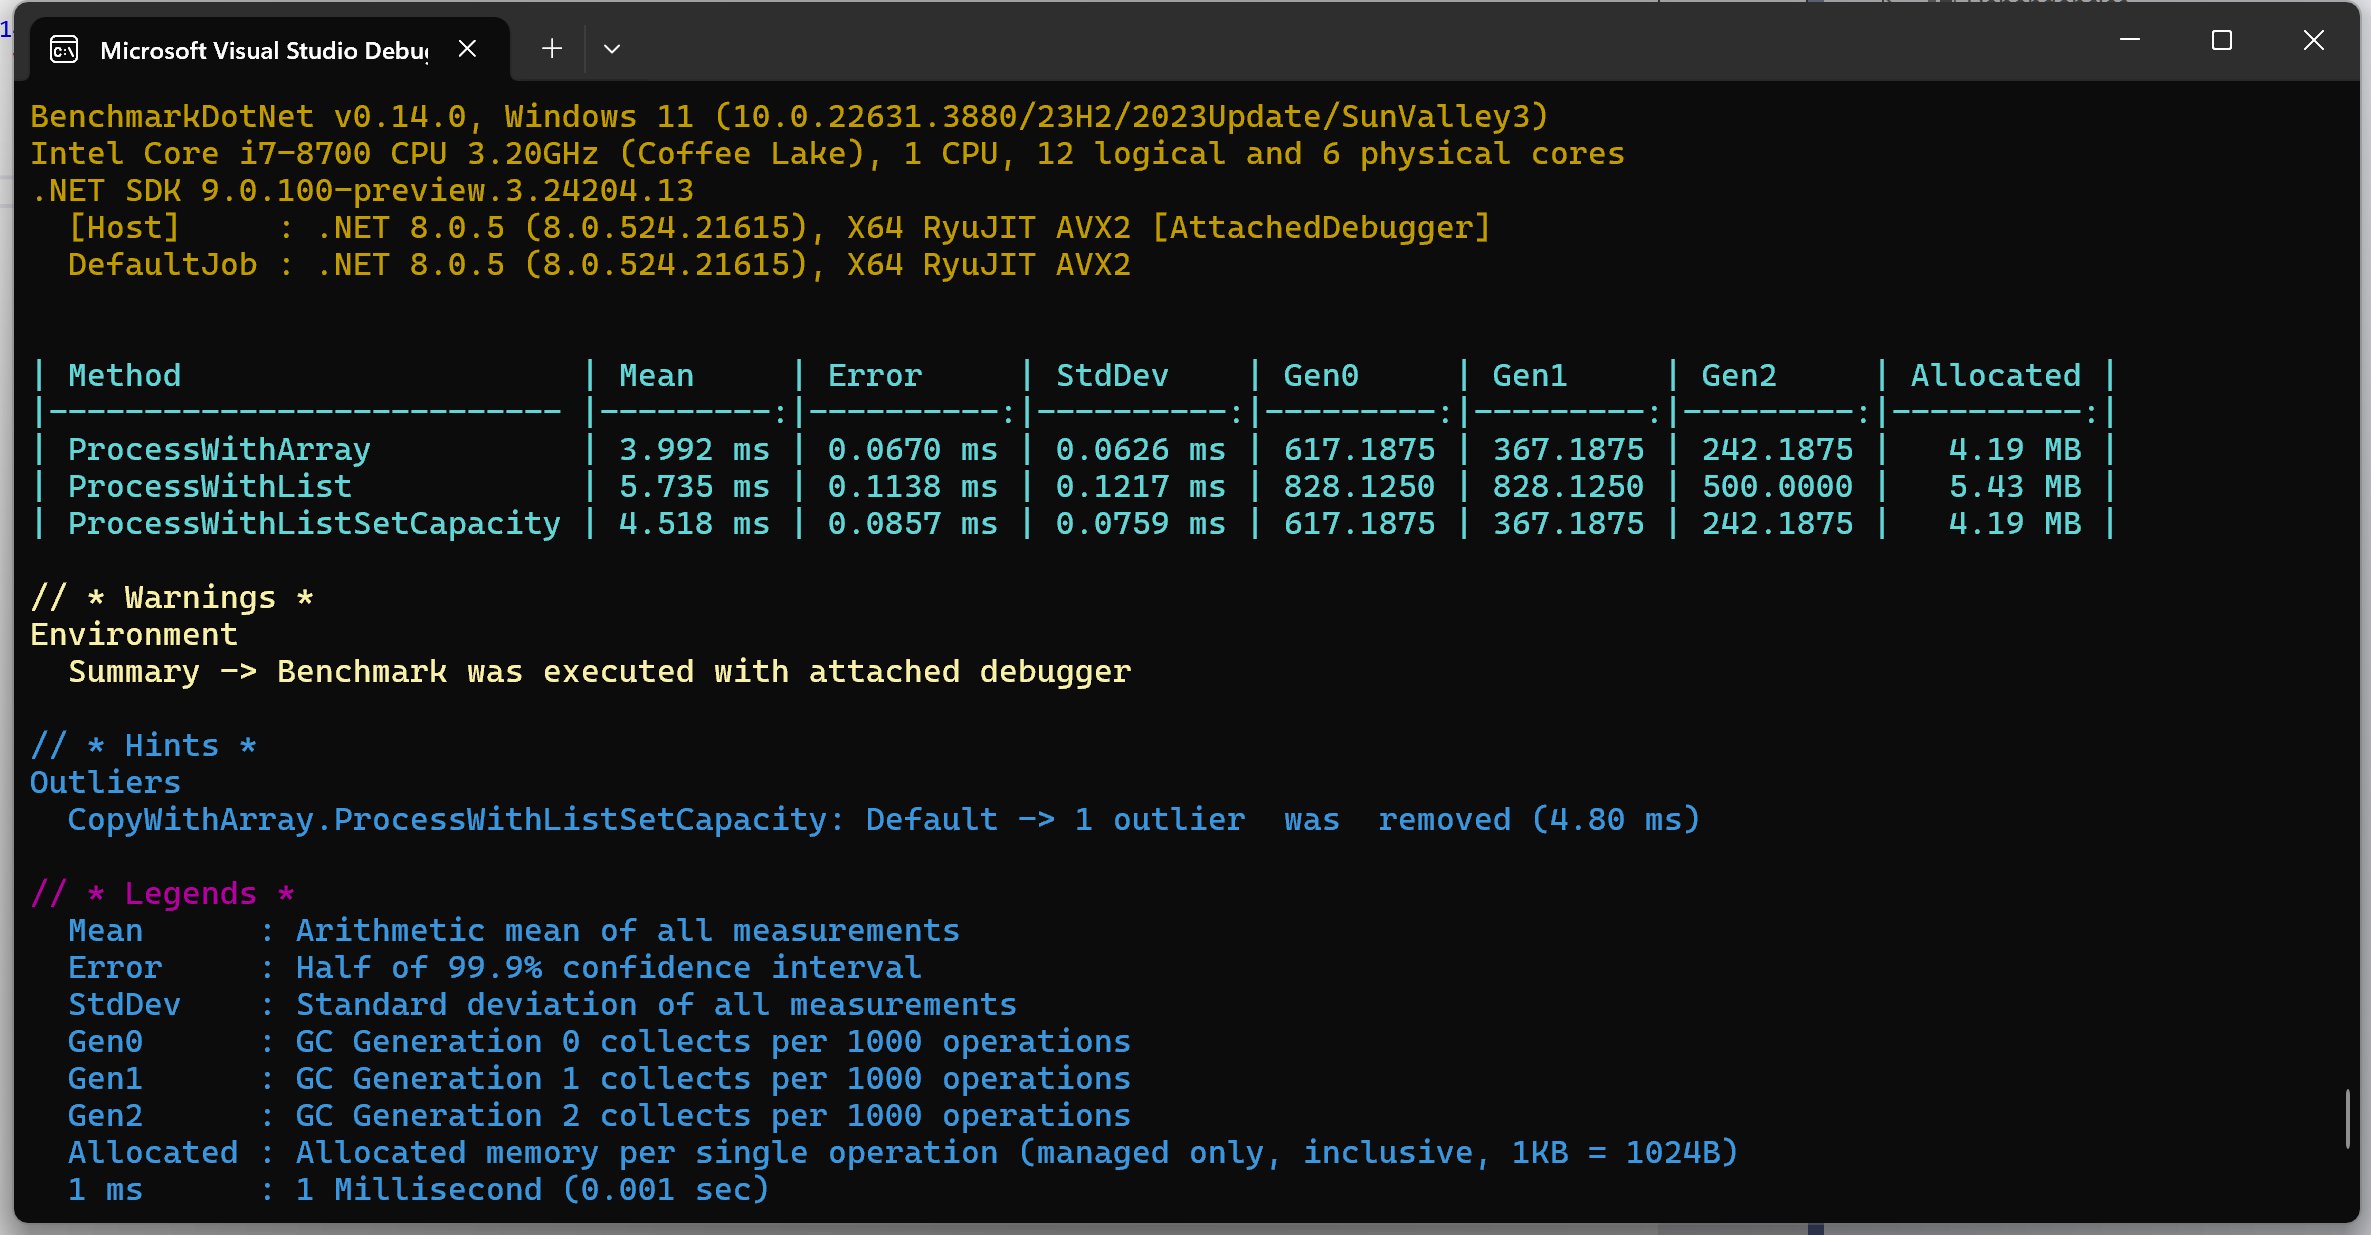 Microsoft Visual Studio Debug
BenchmarkDotNet v0.14.0, Windows 11 (10.0.22631.3880/23H2/2023Update/SunValley3)
Intel Core i7-8700 CPU 3.20GHz (Coffee Lake), 1 CPU, 12 logical and 6 physical cores
.NET SDK 9.0.100-preview.3.24204.13
  [Host]     : .NET 8.0.5 (8.0.524.21615), X64 RyuJIT AVX2 [AttachedDebugger]
  DefaultJob : .NET 8.0.5 (8.0.524.21615), X64 RyuJIT AVX2
| Method                     | Mean     | Error     | StdDev    | Gen0     | Gen1     | Gen2     | Allocated |
|--------------------------- |---------:|----------:|----------:|---------:|---------:|---------:|----------:|
| ProcessWithArray           | 3.992 ms | 0.0670 ms | 0.0626 ms | 617.1875 | 367.1875 | 242.1875 |   4.19 MB |
| ProcessWithList            | 5.735 ms | 0.1138 ms | 0.1217 ms | 828.1250 | 828.1250 | 500.0000 |   5.43 MB |
| ProcessWithListSetCapacity | 4.518 ms | 0.0857 ms | 0.0759 ms | 617.1875 | 367.1875 | 242.1875 |   4.19 MB |
// * Warnings *
Environment
  Summary -> Benchmark was executed with attached debugger
// * Hints *
Outliers
  CopyWithArray.ProcessWithListSetCapacity: Default -> 1 outlier  was  removed (4.80 ms)
// * Legends *
  Mean      : Arithmetic mean of all measurements
  Error     : Half of 99.9% confidence interval
  StdDev    : Standard deviation of all measurements
  Gen0      : GC Generation 0 collects per 1000 operations
  Gen1      : GC Generation 1 collects per 1000 operations
  Gen2      : GC Generation 2 collects per 1000 operations
  Allocated : Allocated memory per single operation (managed only, inclusive, 1KB = 1024B)
  1 ms      : 1 Millisecond (0.001 sec)